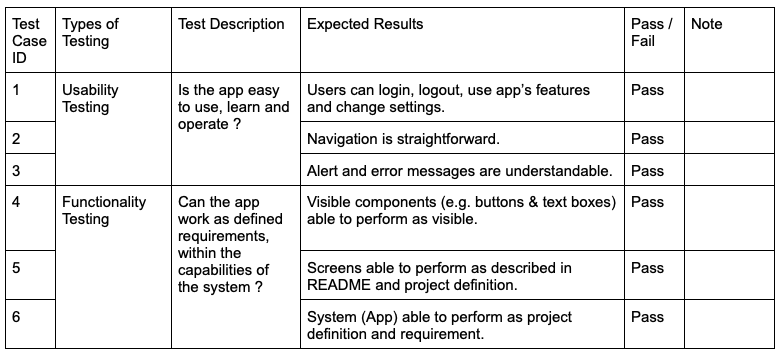 Test Case ID | Types of Testing | Test Description | Expected Results | Pass / Fail | Note
1 | Usability Testing | Is the app easy to use, learn and operate ? | Users can login, logout, use app's features and change settings. | Pass
2 | Navigation is straightforward. | Pass
3 | Alert and error messages are understandable. | Pass
4 | Functionality Testing | Can the app work as defined requirements, within the capabilities of the system ? | Visible components (e.g. buttons & text boxes) able to perform as visible. | Pass
5 | Screens able to perform as described in README and project definition. | Pass
6 | System (App) able to perform as project definition and requirement. | Pass